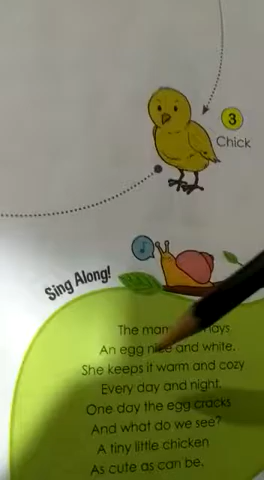 3
Chick
Sing Along!
The mam lays
An egg nice and white.
She keeps it warm and cozy
Every day and night.
One day the egg cracks
And what do we see?
A tiny little chicken
As cute as can be.